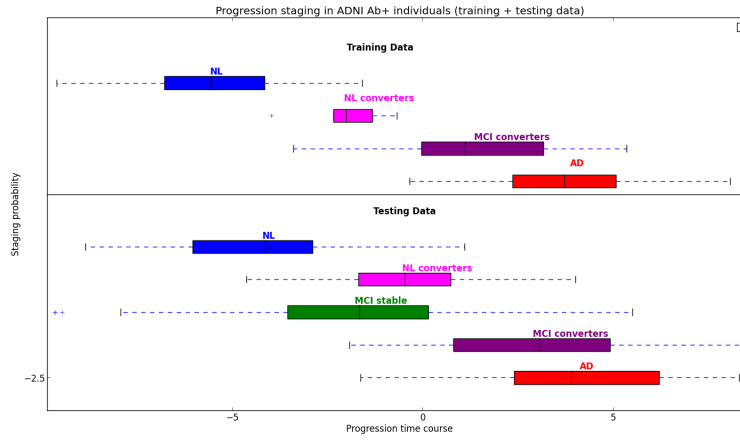 Progression staging in ADNI Ab+ individuals (training + testing data)
Training Data
NL
NL converters
MCI converters
AD
Testing Data
NL
NL converters
MCI stable
MCI converters
AD
Staging probability
−2.5
−5
0
5
Progression time course